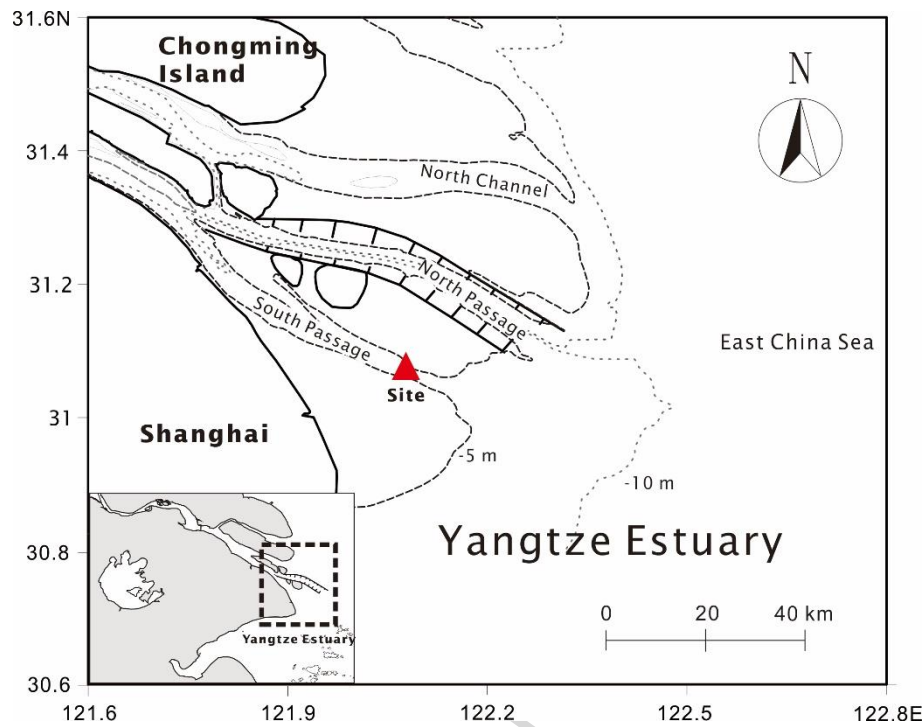 31.6N
Chongming
Island
N
31.4
North Channel
31.2
North Passage
South Passage
East China Sea
Site
31
Shanghai
-5 m
-10 m
Yangtze Estuary
30.8
0 20 40 km
Yangtze Estuary
30.6
121.6 121.9 122.2 122.5 122.8E